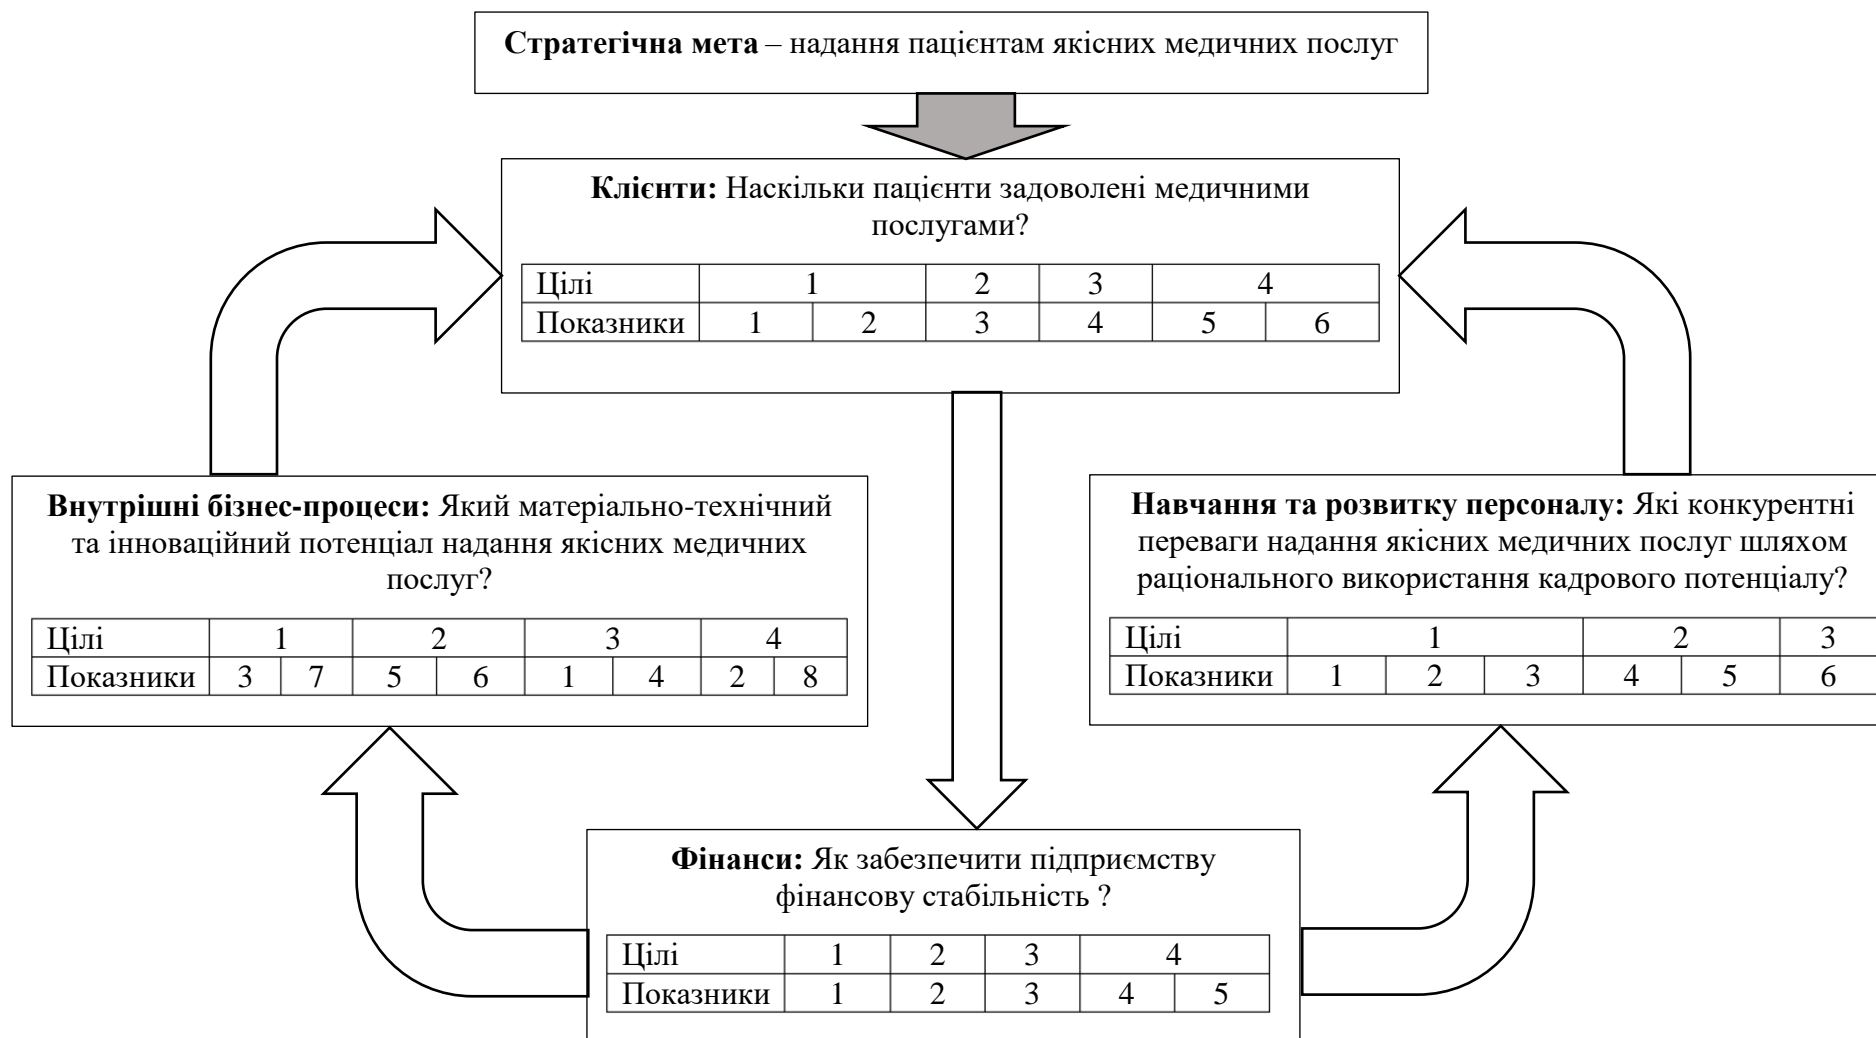 Стратегічна мета – надання пацієнтам якісних медичних послуг
Клієнти: Наскільки пацієнти задоволені медичними
послугами?
Цілі 1 2 3 4
Показники 1 2 3 4 5 6
Внутрішні бізнес-процеси: Який матеріально-технічний
та інноваційний потенціал надання якісних медичних
послуг?
Цілі 1 2 3 4
Показники 3 7 5 6 1 4 2 8
Навчання та розвитку персоналу: Які конкурентні
переваги надання якісних медичних послуг шляхом
раціонального використання кадрового потенціалу?
Цілі 1 2 3
Показники 1 2 3 4 5 6
Фінанси: Як забезпечити підприємству
фінансову стабільність ?
Цілі 1 2 3 4
Показники 1 2 3 4 5